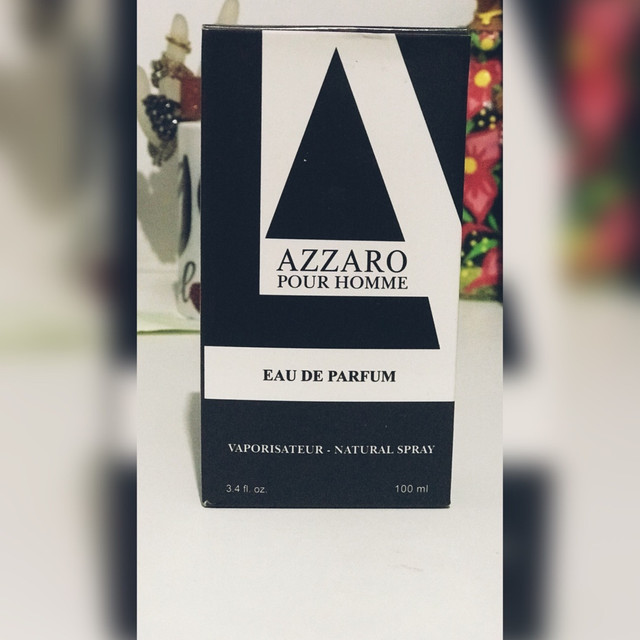 AZZARO
POUR HOMME
EAU DE PARFUM
VAPORISATEUR - NATURAL SPRAY
3.4 fl. oz.
100 ml